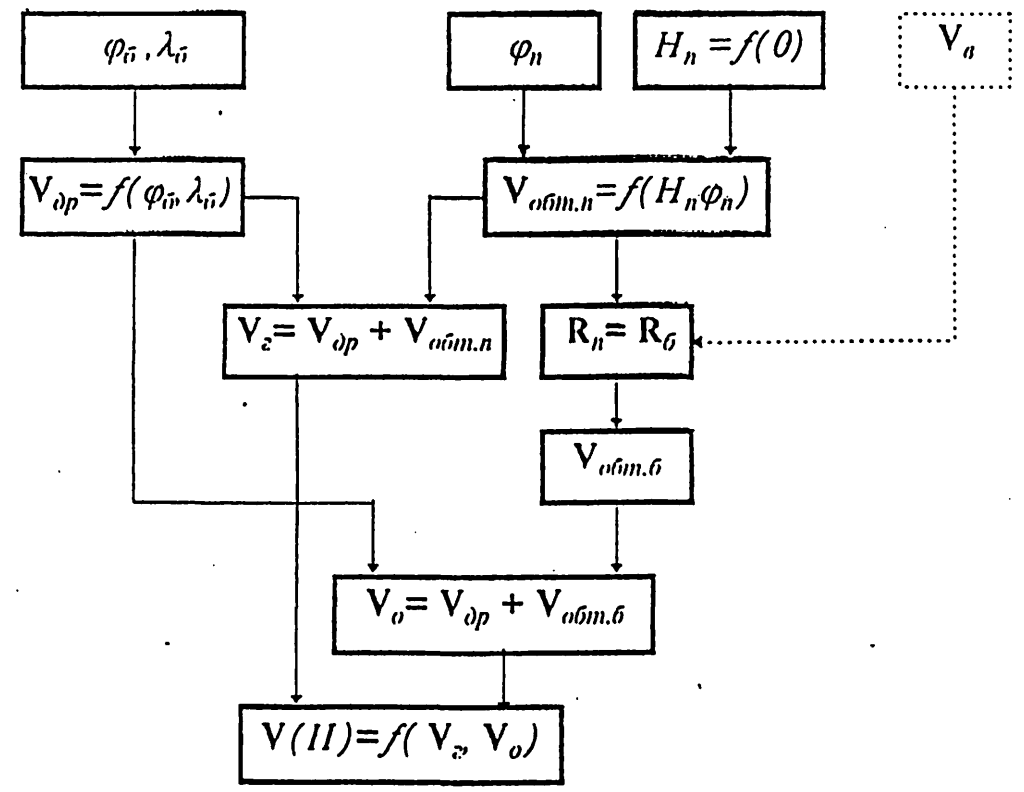 φб, λб
φп
Hп = f(0)
Vв
Vдр= f(φб, λб)
Vобт.п= f(Hп φп)
Vг= Vдр + Vобт.п
Rп= Rб
Vобт.б
Vо= Vдр + Vобт.б
V(II)= f( Vг, Vо)